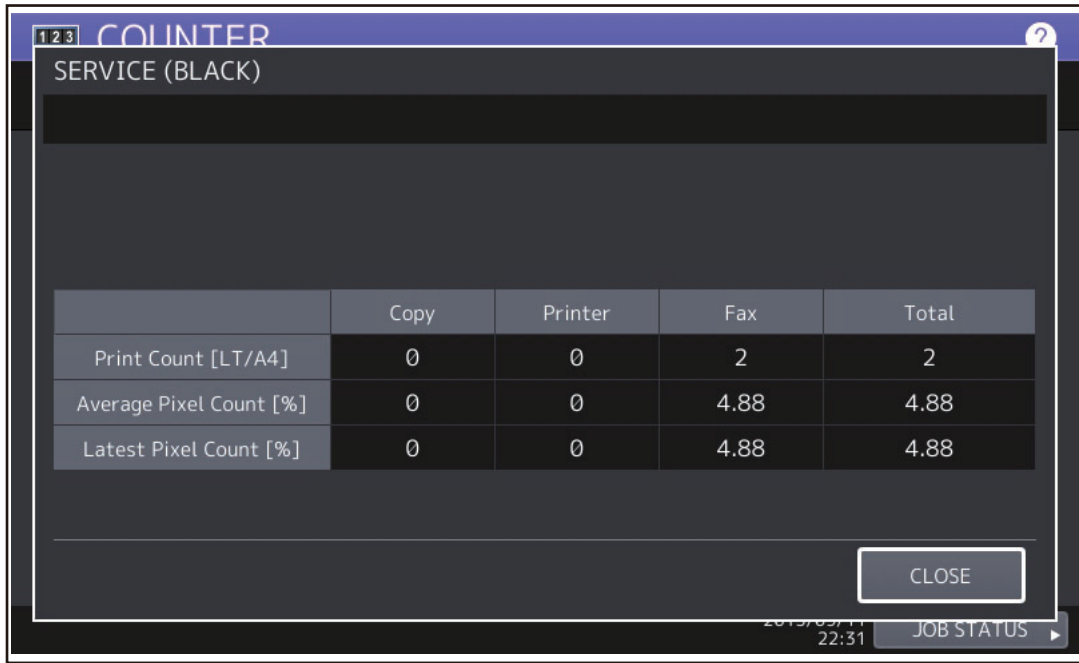 123 COUNTER ?
SERVICE (BLACK)
Copy Printer Fax Total
Print Count [LT/A4] 0 0 2 2
Average Pixel Count [%] 0 0 4.88 4.88
Latest Pixel Count [%] 0 0 4.88 4.88
CLOSE
22:31 JOB STATUS